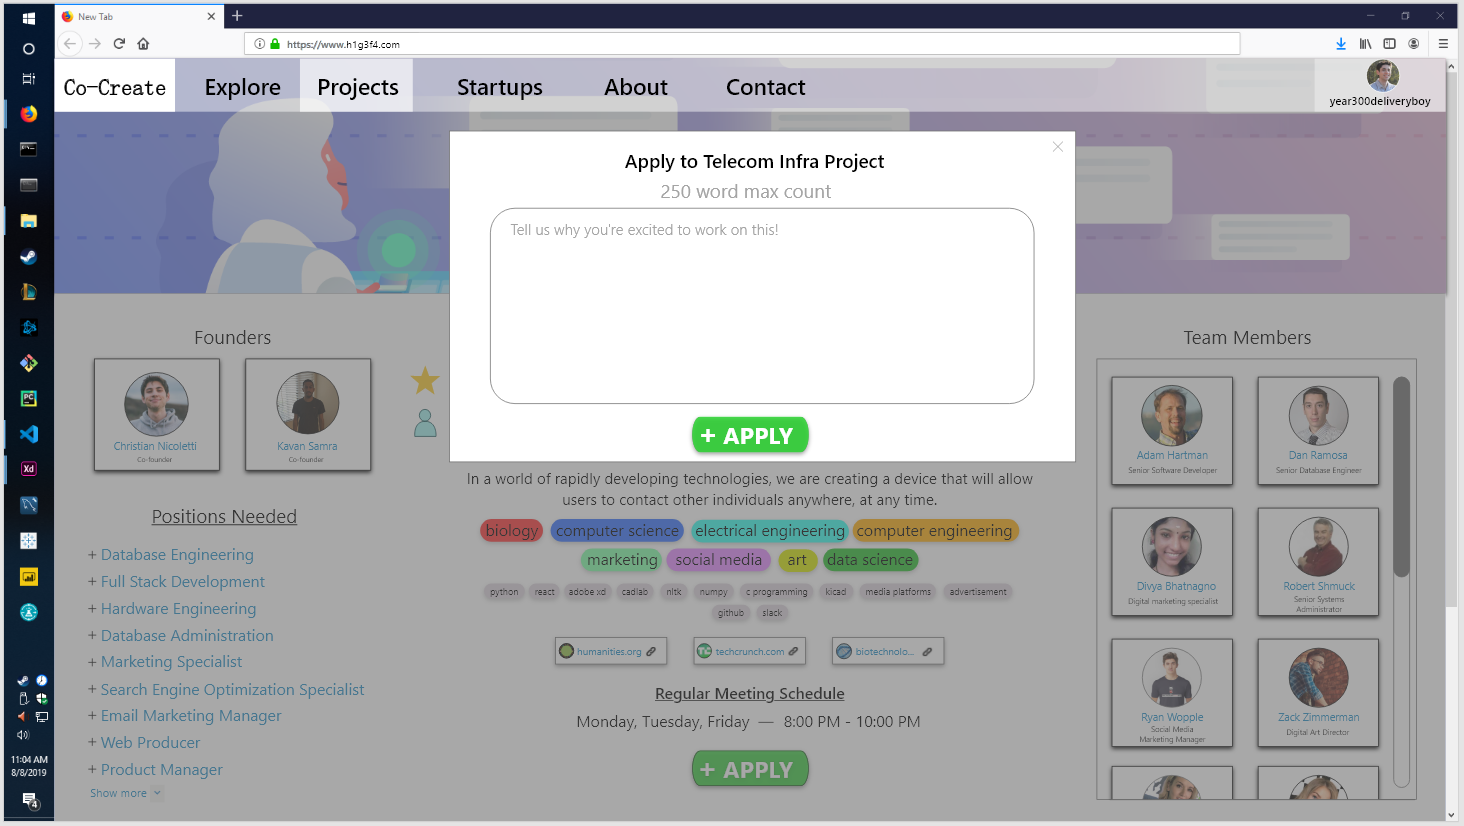 New Tab
https://www.h1g3f4.com
Co-Create
Explore
Projects
Startups
About
Contact
year300deliveryboy
Apply to Telecom Infra Project
250 word max count
Tell us why you're excited to work on this!
+ APPLY
Founders
Christian Nicoletti
Co-founder
Kavan Samra
Co-founder
Positions Needed
+ Database Engineering
+ Full Stack Development
+ Hardware Engineering
+ Database Administration
+ Marketing Specialist
+ Search Engine Optimization Specialist
+ Email Marketing Manager
+ Web Producer
+ Product Manager
Show more
In a world of rapidly developing technologies, we are creating a device that will allow
users to contact other individuals anywhere, at any time.
biology computer science electrical engineering computer engineering
marketing social media art data science
python react adobe xd cadlab nltk numpy c programming kicad media platforms advertisement
github slack
humanities.org
techcrunch.com
biotechnolo...
Regular Meeting Schedule
Monday, Tuesday, Friday — 8:00 PM - 10:00 PM
+ APPLY
Team Members
Adam Hartman
Senior Software Developer
Dan Ramosa
Senior Database Engineer
Divya Bhatnagno
Digital marketing specialist
Robert Shmuck
Senior Systems
Administrator
Ryan Wopple
Social Media
Marketing Manager
Zack Zimmerman
Digital Art Director
PC
Xd
11:04 AM
8/8/2019
4